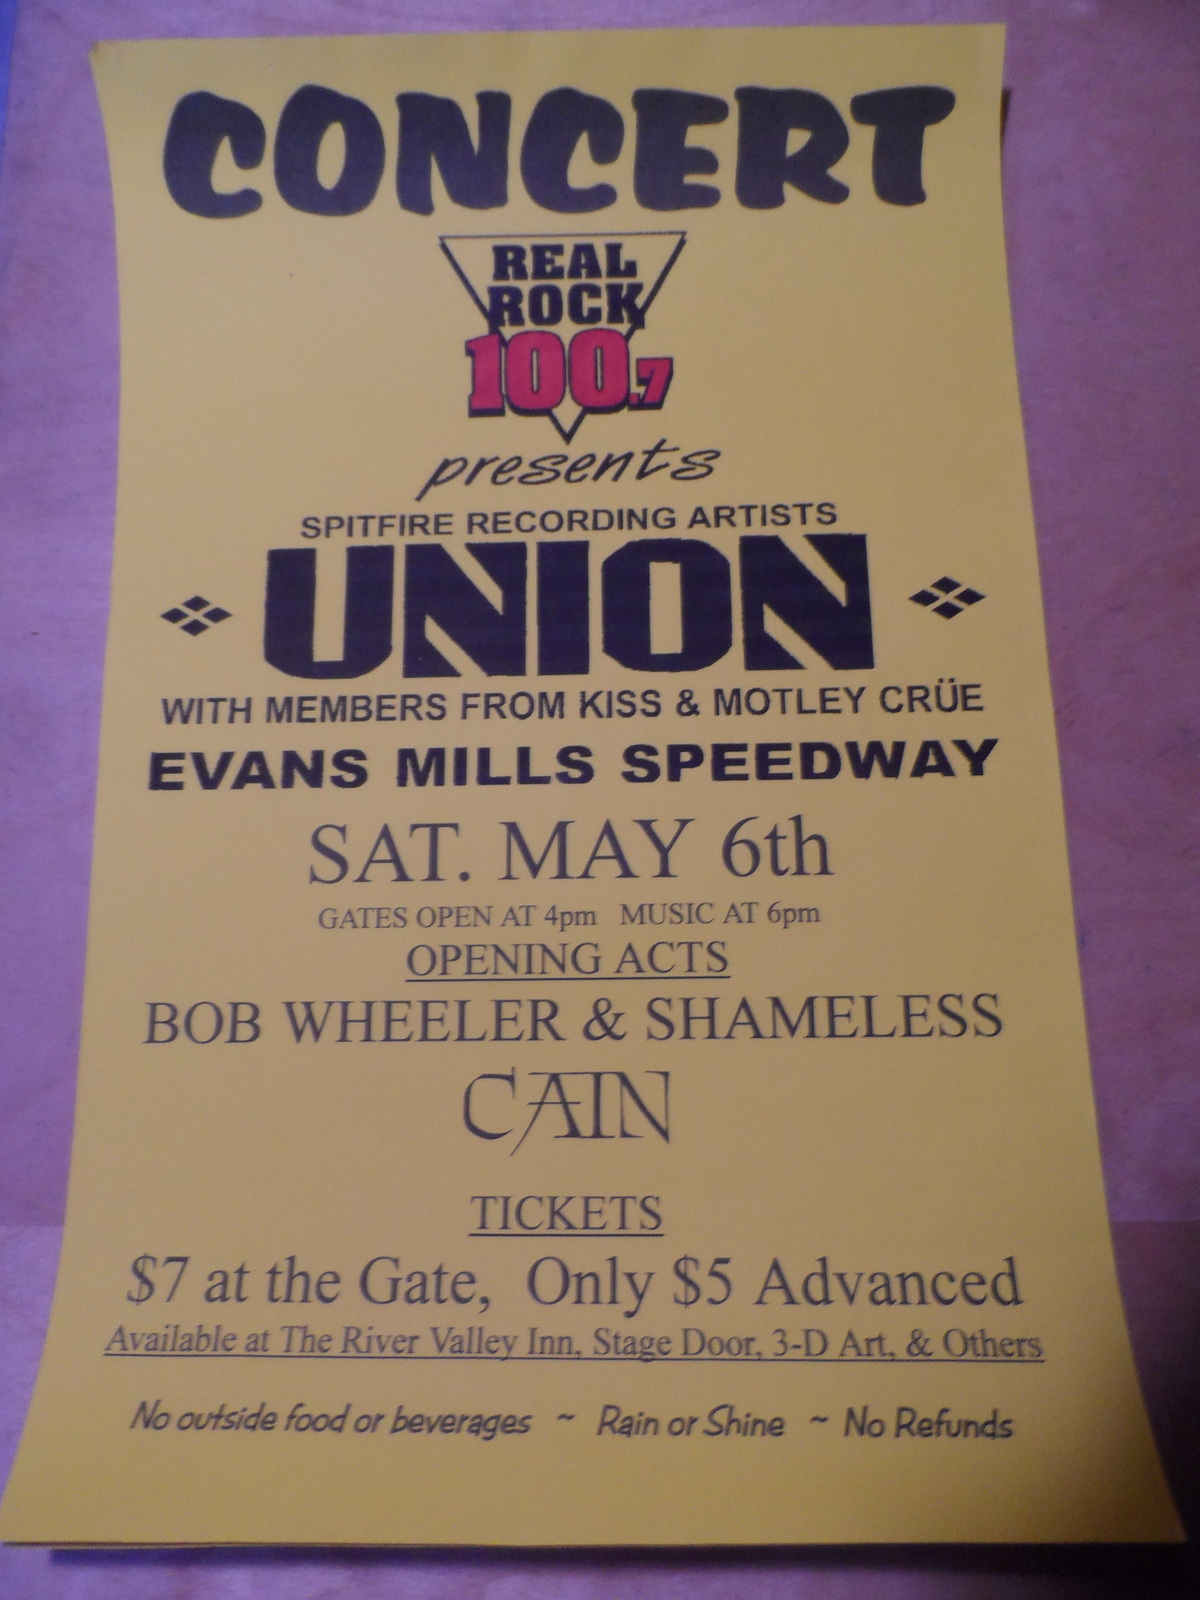 CONCERT
REAL
ROCK
100.7
presents
SPITFIRE RECORDING ARTISTS
UNION
WITH MEMBERS FROM KISS & MOTLEY CRÜE
EVANS MILLS SPEEDWAY
SAT. MAY 6th
GATES OPEN AT 4pm MUSIC AT 6pm
OPENING ACTS
BOB WHEELER & SHAMELESS
CAIN
TICKETS
$7 at the Gate, Only $5 Advanced
Available at The River Valley Inn, Stage Door, 3-D Art, & Others
No outside food or beverages ~ Rain or Shine ~ No Refunds